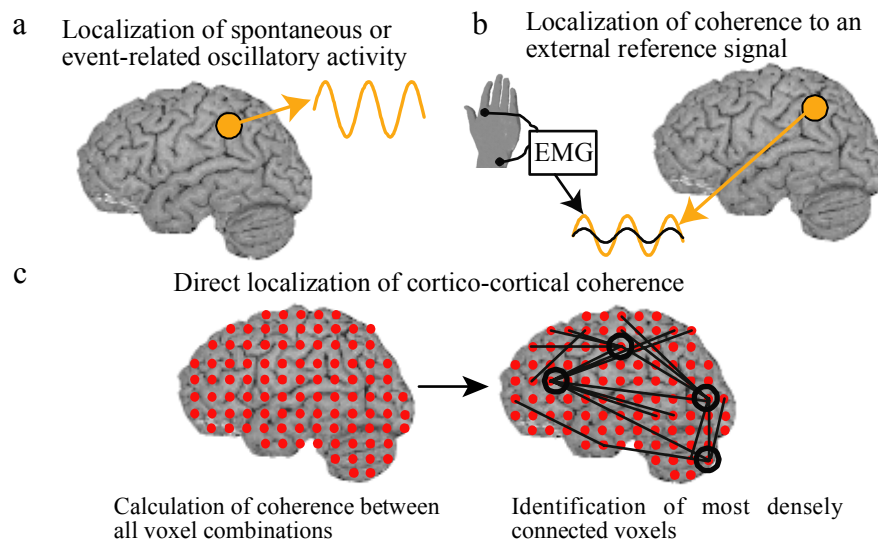 a
Localization of spontaneous or
event-related oscillatory activity
b
Localization of coherence to an
external reference signal
EMG
c
Direct localization of cortico-cortical coherence
Calculation of coherence between
all voxel combinations
Identification of most densely
connected voxels